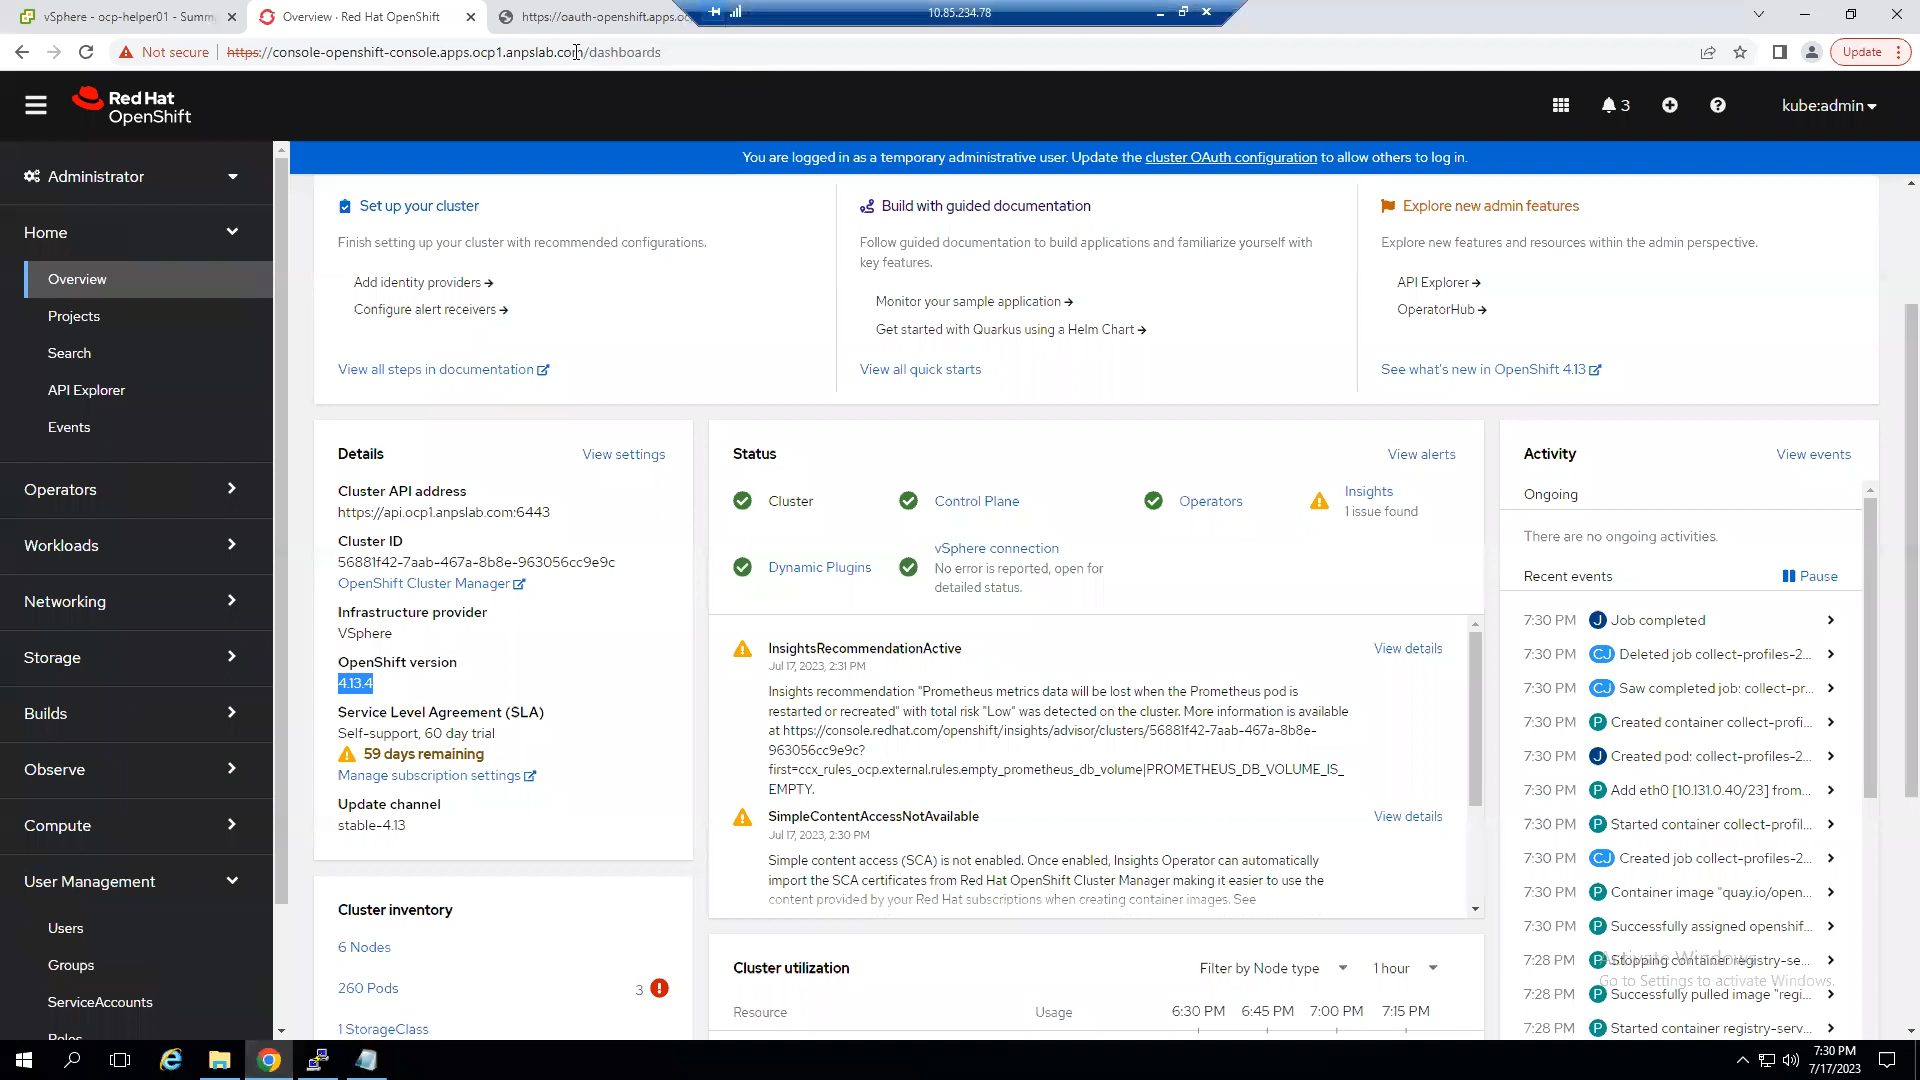 vSphere - ocp-helper01 - Summ
Overview · Red Hat OpenShift
https://oauth-openshift.apps.oc
10.85.234.78
Not secure
https://console-openshift-console.apps.ocp1.anpslab.com/dashboards
Update
Red Hat
OpenShift
3
kube:admin
You are logged in as a temporary administrative user. Update the cluster OAuth configuration to allow others to log in.
Administrator
Home
Overview
Projects
Search
API Explorer
Events
Operators
Workloads
Networking
Storage
Builds
Observe
Compute
User Management
Users
Groups
ServiceAccounts
Roles
Set up your cluster
Finish setting up your cluster with recommended configurations.
Add identity providers
Configure alert receivers
View all steps in documentation
Build with guided documentation
Follow guided documentation to build applications and familiarize yourself with
key features.
Monitor your sample application
Get started with Quarkus using a Helm Chart
View all quick starts
Explore new admin features
Explore new features and resources within the admin perspective.
API Explorer
OperatorHub
See what's new in OpenShift 4.13
Details
View settings
Cluster API address
https://api.ocp1.anpslab.com:6443
Cluster ID
56881f42-7aab-467a-8b8e-963056cc9e9c
OpenShift Cluster Manager
Infrastructure provider
VSphere
OpenShift version
4.13.4
Service Level Agreement (SLA)
Self-support, 60 day trial
59 days remaining
Manage subscription settings
Update channel
stable-4.13
Cluster inventory
6 Nodes
260 Pods
3
1 StorageClass
Status
View alerts
Cluster
Control Plane
Operators
Insights
1 issue found
Dynamic Plugins
vSphere connection
No error is reported, open for
detailed status.
InsightsRecommendationActive
View details
Jul 17, 2023, 2:31 PM
Insights recommendation "Prometheus metrics data will be lost when the Prometheus pod is
restarted or recreated" with total risk "Low" was detected on the cluster. More information is available
at https://console.redhat.com/openshift/insights/advisor/clusters/56881f42-7aab-467a-8b8e-
963056cc9e9c?
first=ccx_rules_ocp.external.rules.empty_prometheus_db_volume|PROMETHEUS_DB_VOLUME_IS_
EMPTY.
SimpleContentAccessNotAvailable
View details
Jul 17, 2023, 2:30 PM
Simple content access (SCA) is not enabled. Once enabled, Insights Operator can automatically
import the SCA certificates from Red Hat OpenShift Cluster Manager making it easier to use the
content provided by your Red Hat subscriptions when creating container images. See
Cluster utilization
Filter by Node type
1 hour
Resource
Usage
6:30 PM
6:45 PM
7:00 PM
7:15 PM
Activity
View events
Ongoing
There are no ongoing activities.
Recent events
Pause
7:30 PM J Job completed
7:30 PM CJ Deleted job collect-profiles-2...
7:30 PM CJ Saw completed job: collect-pr...
7:30 PM P Created container collect-profi...
7:30 PM J Created pod: collect-profiles-2...
7:30 PM P Add eth0 [10.131.0.40/23] from...
7:30 PM P Started container collect-profil...
7:30 PM CJ Created job collect-profiles-2...
7:30 PM P Container image "quay.io/open...
7:30 PM P Successfully assigned openshif...
7:28 PM P Stopping container registry-se...
7:28 PM P Successfully pulled image "regi...
7:28 PM P Started container registry-serv...
Activate Windows
Go to Settings to activate Windows.
7:30 PM
7/17/2023